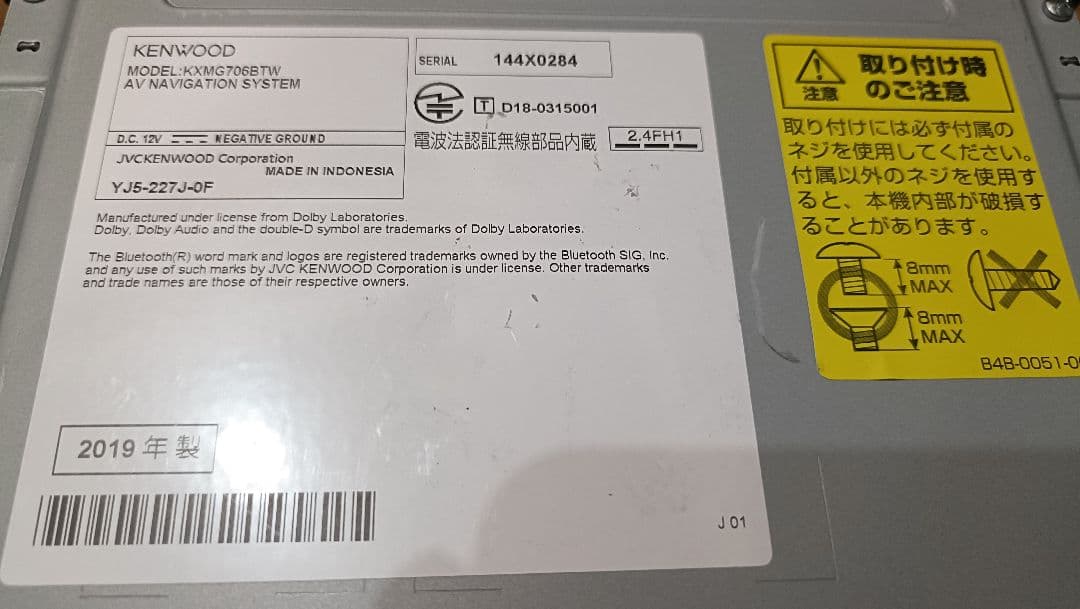 KENWOOD
MODEL:KXMG706BTW
AV NAVIGATION SYSTEM
D.C. 12V NEGATIVE GROUND
JVCKENWOOD Corporation
MADE IN INDONESIA
YJ5-227J-0F
SERIAL 144X0284
T D18-0315001
電波法認証無線部品内蔵 2.4FH1
Manufactured under license from Dolby Laboratories.
Dolby, Dolby Audio and the double-D symbol are trademarks of Dolby Laboratories.
The Bluetooth(R) word mark and logos are registered trademarks owned by the Bluetooth SIG, Inc.
and any use of such marks by JVC KENWOOD Corporation is under license. Other trademarks
and trade names are those of their respective owners.
2019 年 製
J 01
注意
取り付け時
のご注意
取り付けには必ず付属の
ネジを使用してください。
付属以外のネジを使用す
ると、本機内部が破損す
ることがあります。
8mm
MAX
8mm
MAX
B4B-0051-0